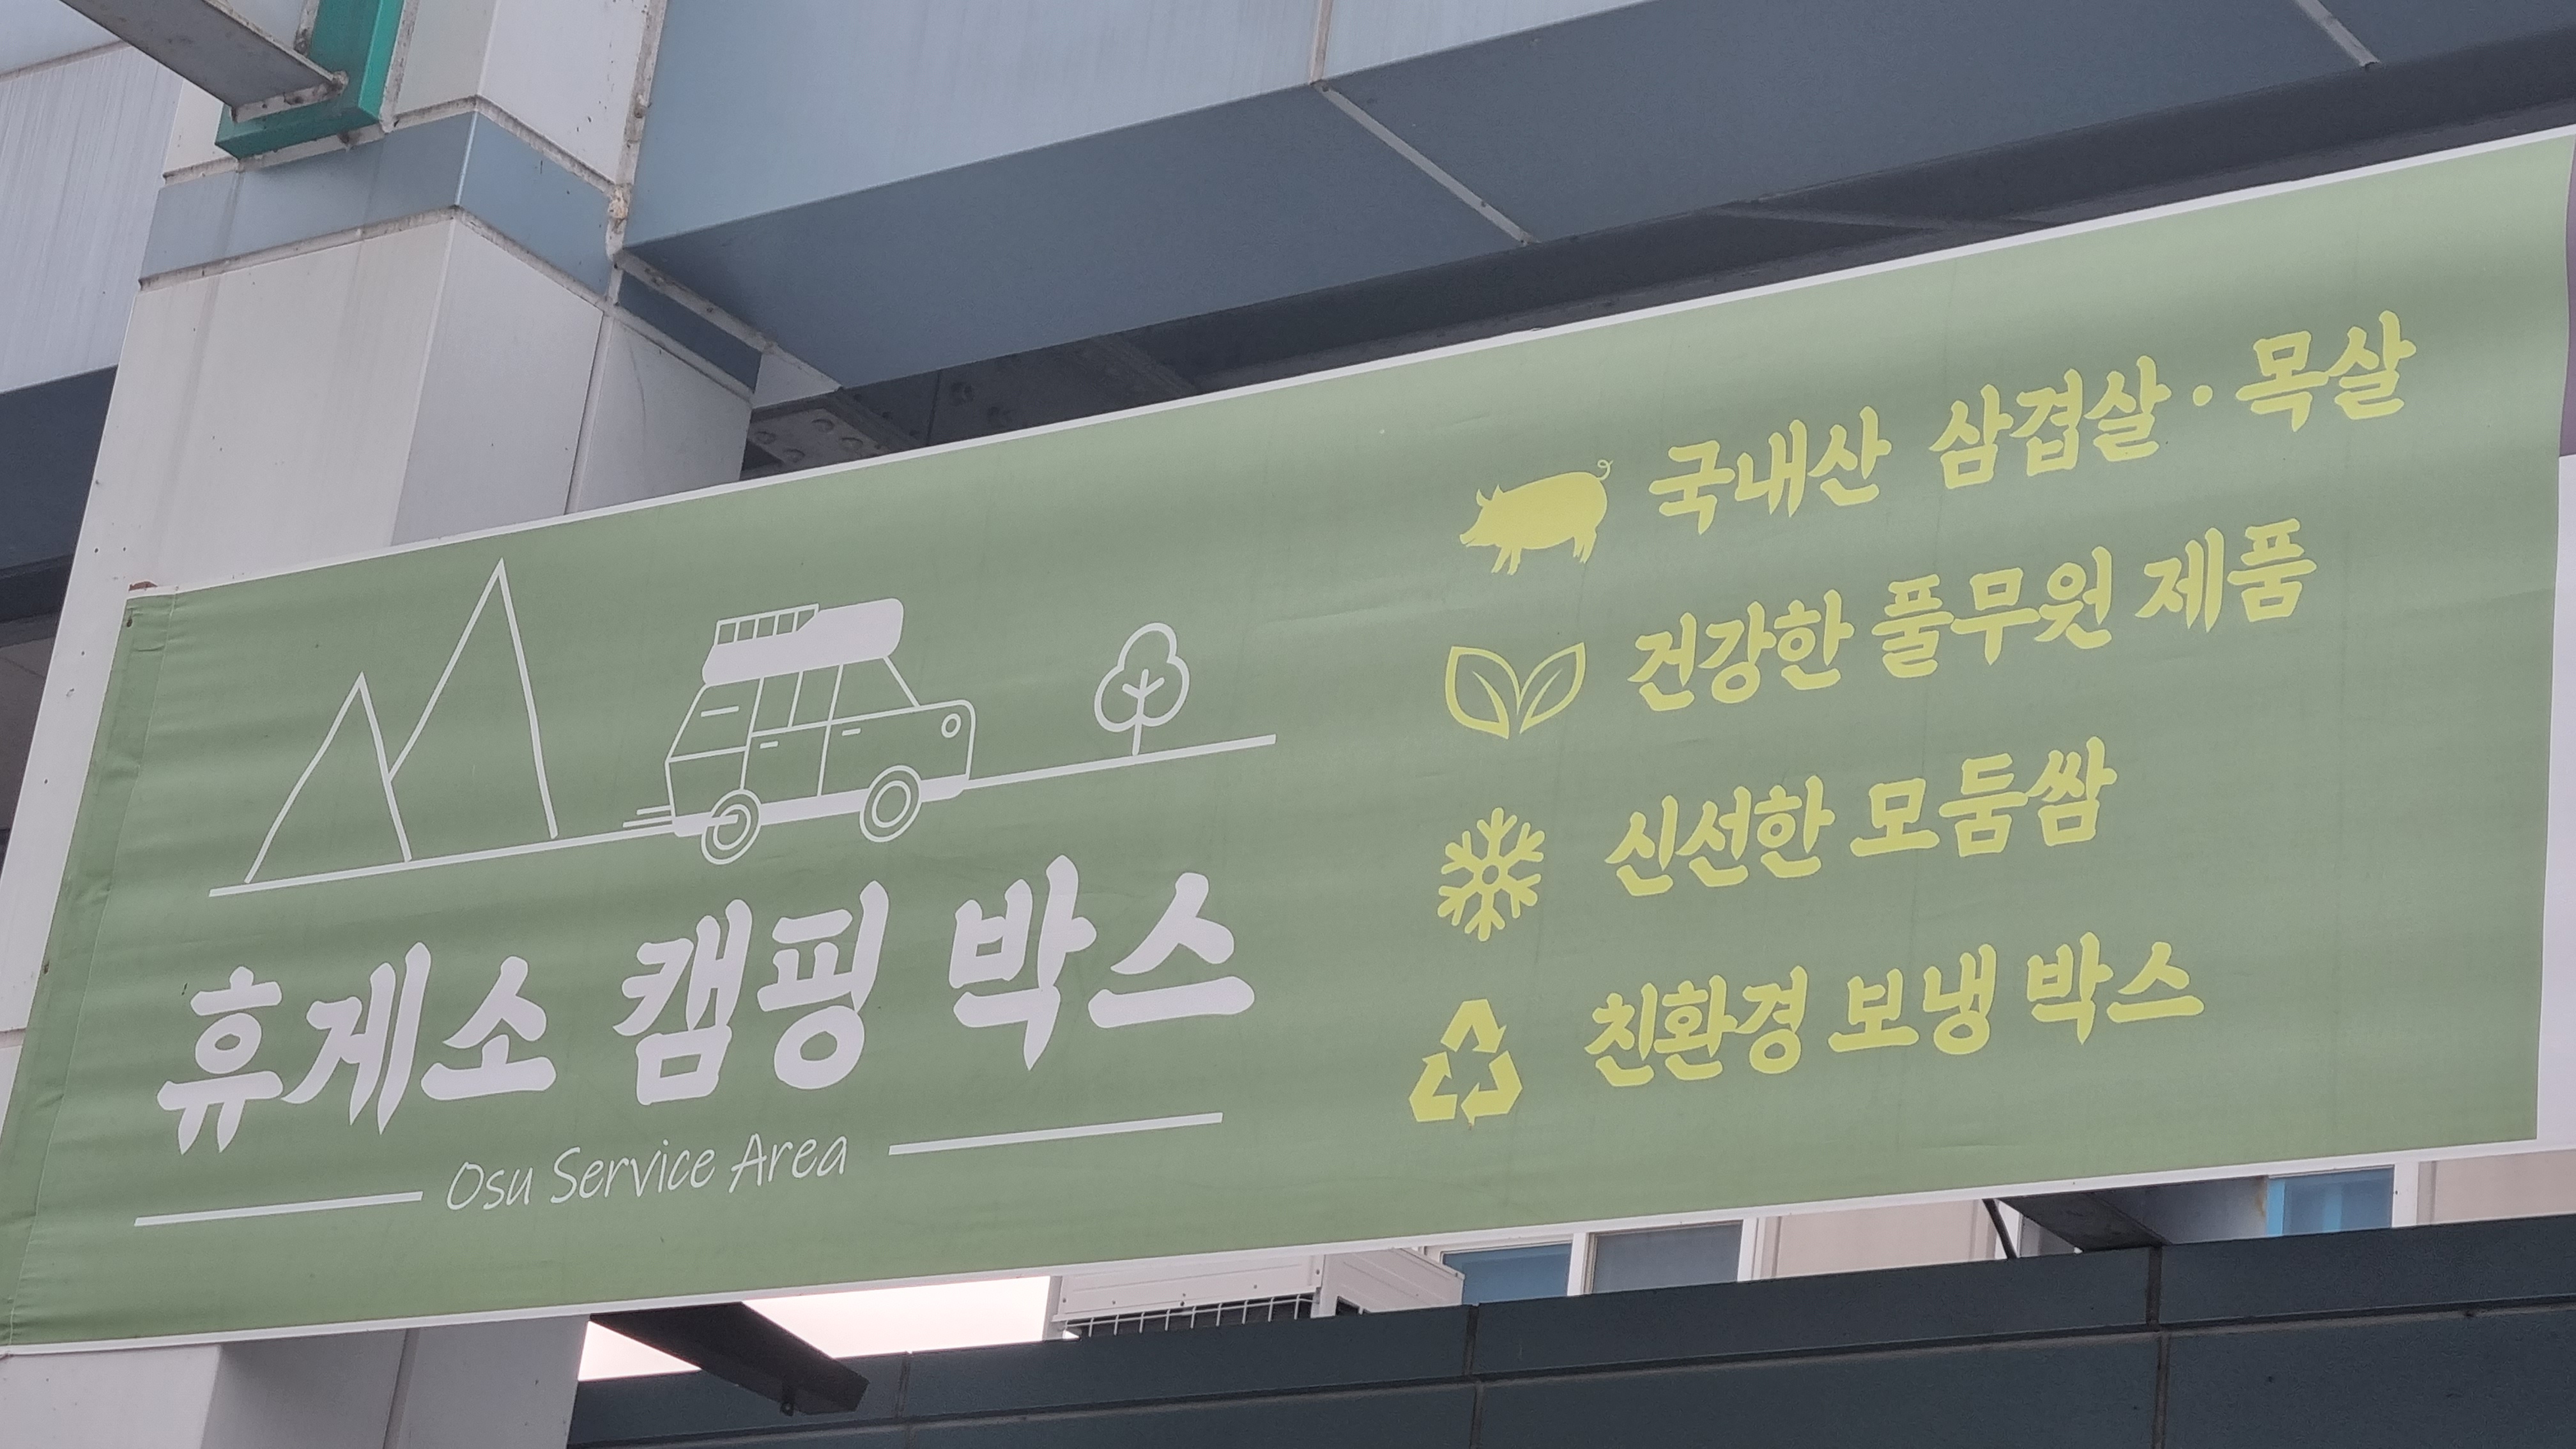 휴게소 캠핑 박스
Osu Service Area
국내산 삼겹살·목살
건강한 풀무원 제품
신선한 모둠쌈
친환경 보냉 박스